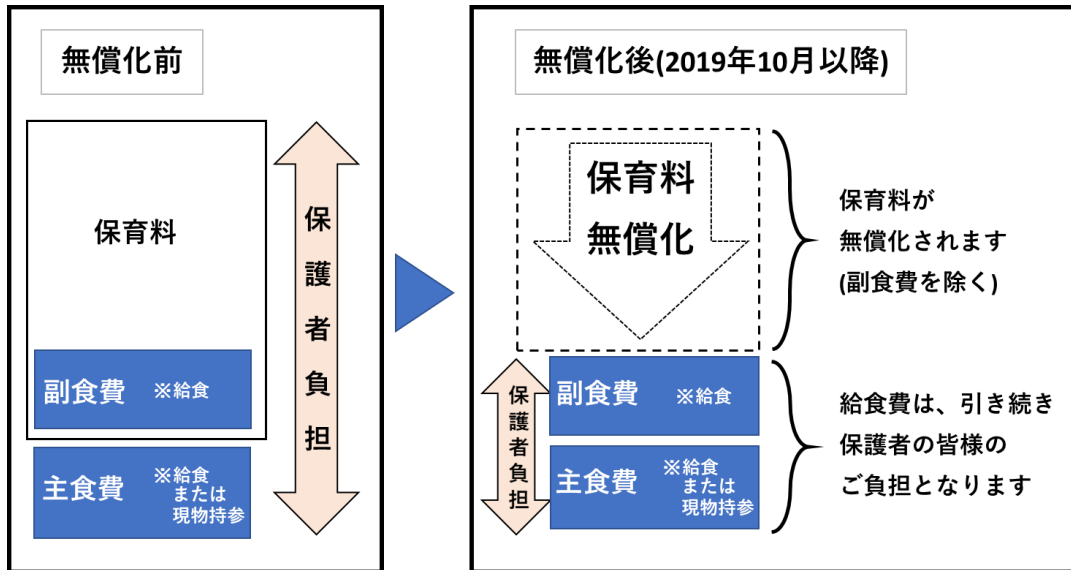 無償化前
保育料
副食費 ※給食
主食費 ※給食
または
現物持参
保護者負担
無償化後(2019年10月以降)
保育料
無償化
保育料が
無償化されます
(副食費を除く)
保護者負担
副食費 ※給食
主食費 ※給食
または
現物持参
給食費は、引き続き
保護者の皆様の
ご負担となります